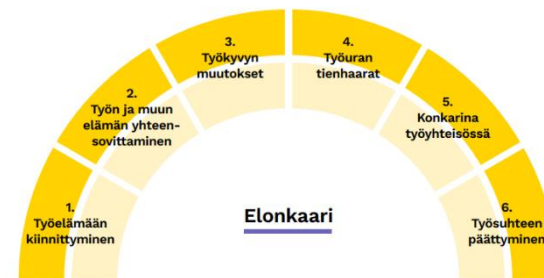 1.
Työelämään
kiinnittyminen
2.
Työn ja muun
elämän yhteen-
sovittaminen
3.
Työkyvyn
muutokset
4.
Työuran
tienhaarat
5.
Konkarina
työyhteisössä
6.
Työsuhteen
päättyminen
Elonkaari